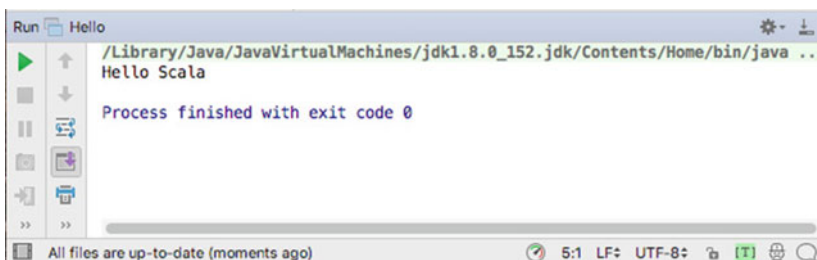 Run Hello
/Library/Java/JavaVirtualMachines/jdk1.8.0_152.jdk/Contents/Home/bin/java ..
Hello Scala
Process finished with exit code 0
>> >>
All files are up-to-date (moments ago) 5:1 LF÷ UTF-8÷ [T]